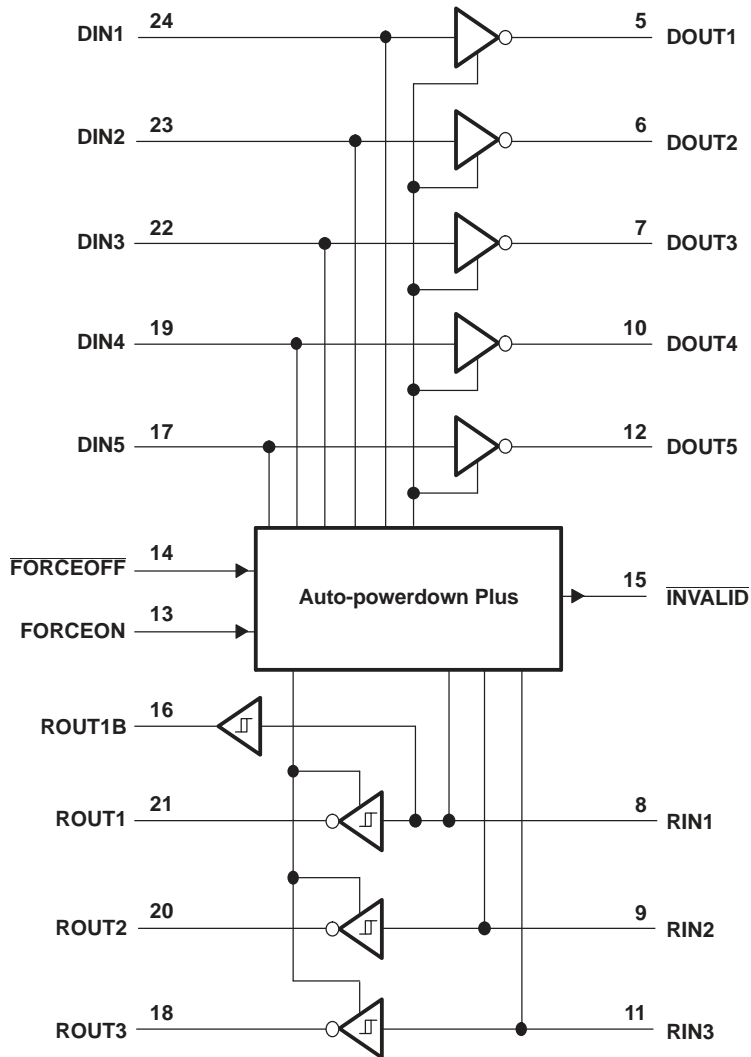 DIN1 24 5 DOUT1
DIN2 23 6 DOUT2
DIN3 22 7 DOUT3
DIN4 19 10 DOUT4
DIN5 17 12 DOUT5
FORCEOFF 14
Auto-powerdown Plus 15 INVALID
FORCEON 13
ROUT1B 16
ROUT1 21 8 RIN1
ROUT2 20 9 RIN2
ROUT3 18 11 RIN3